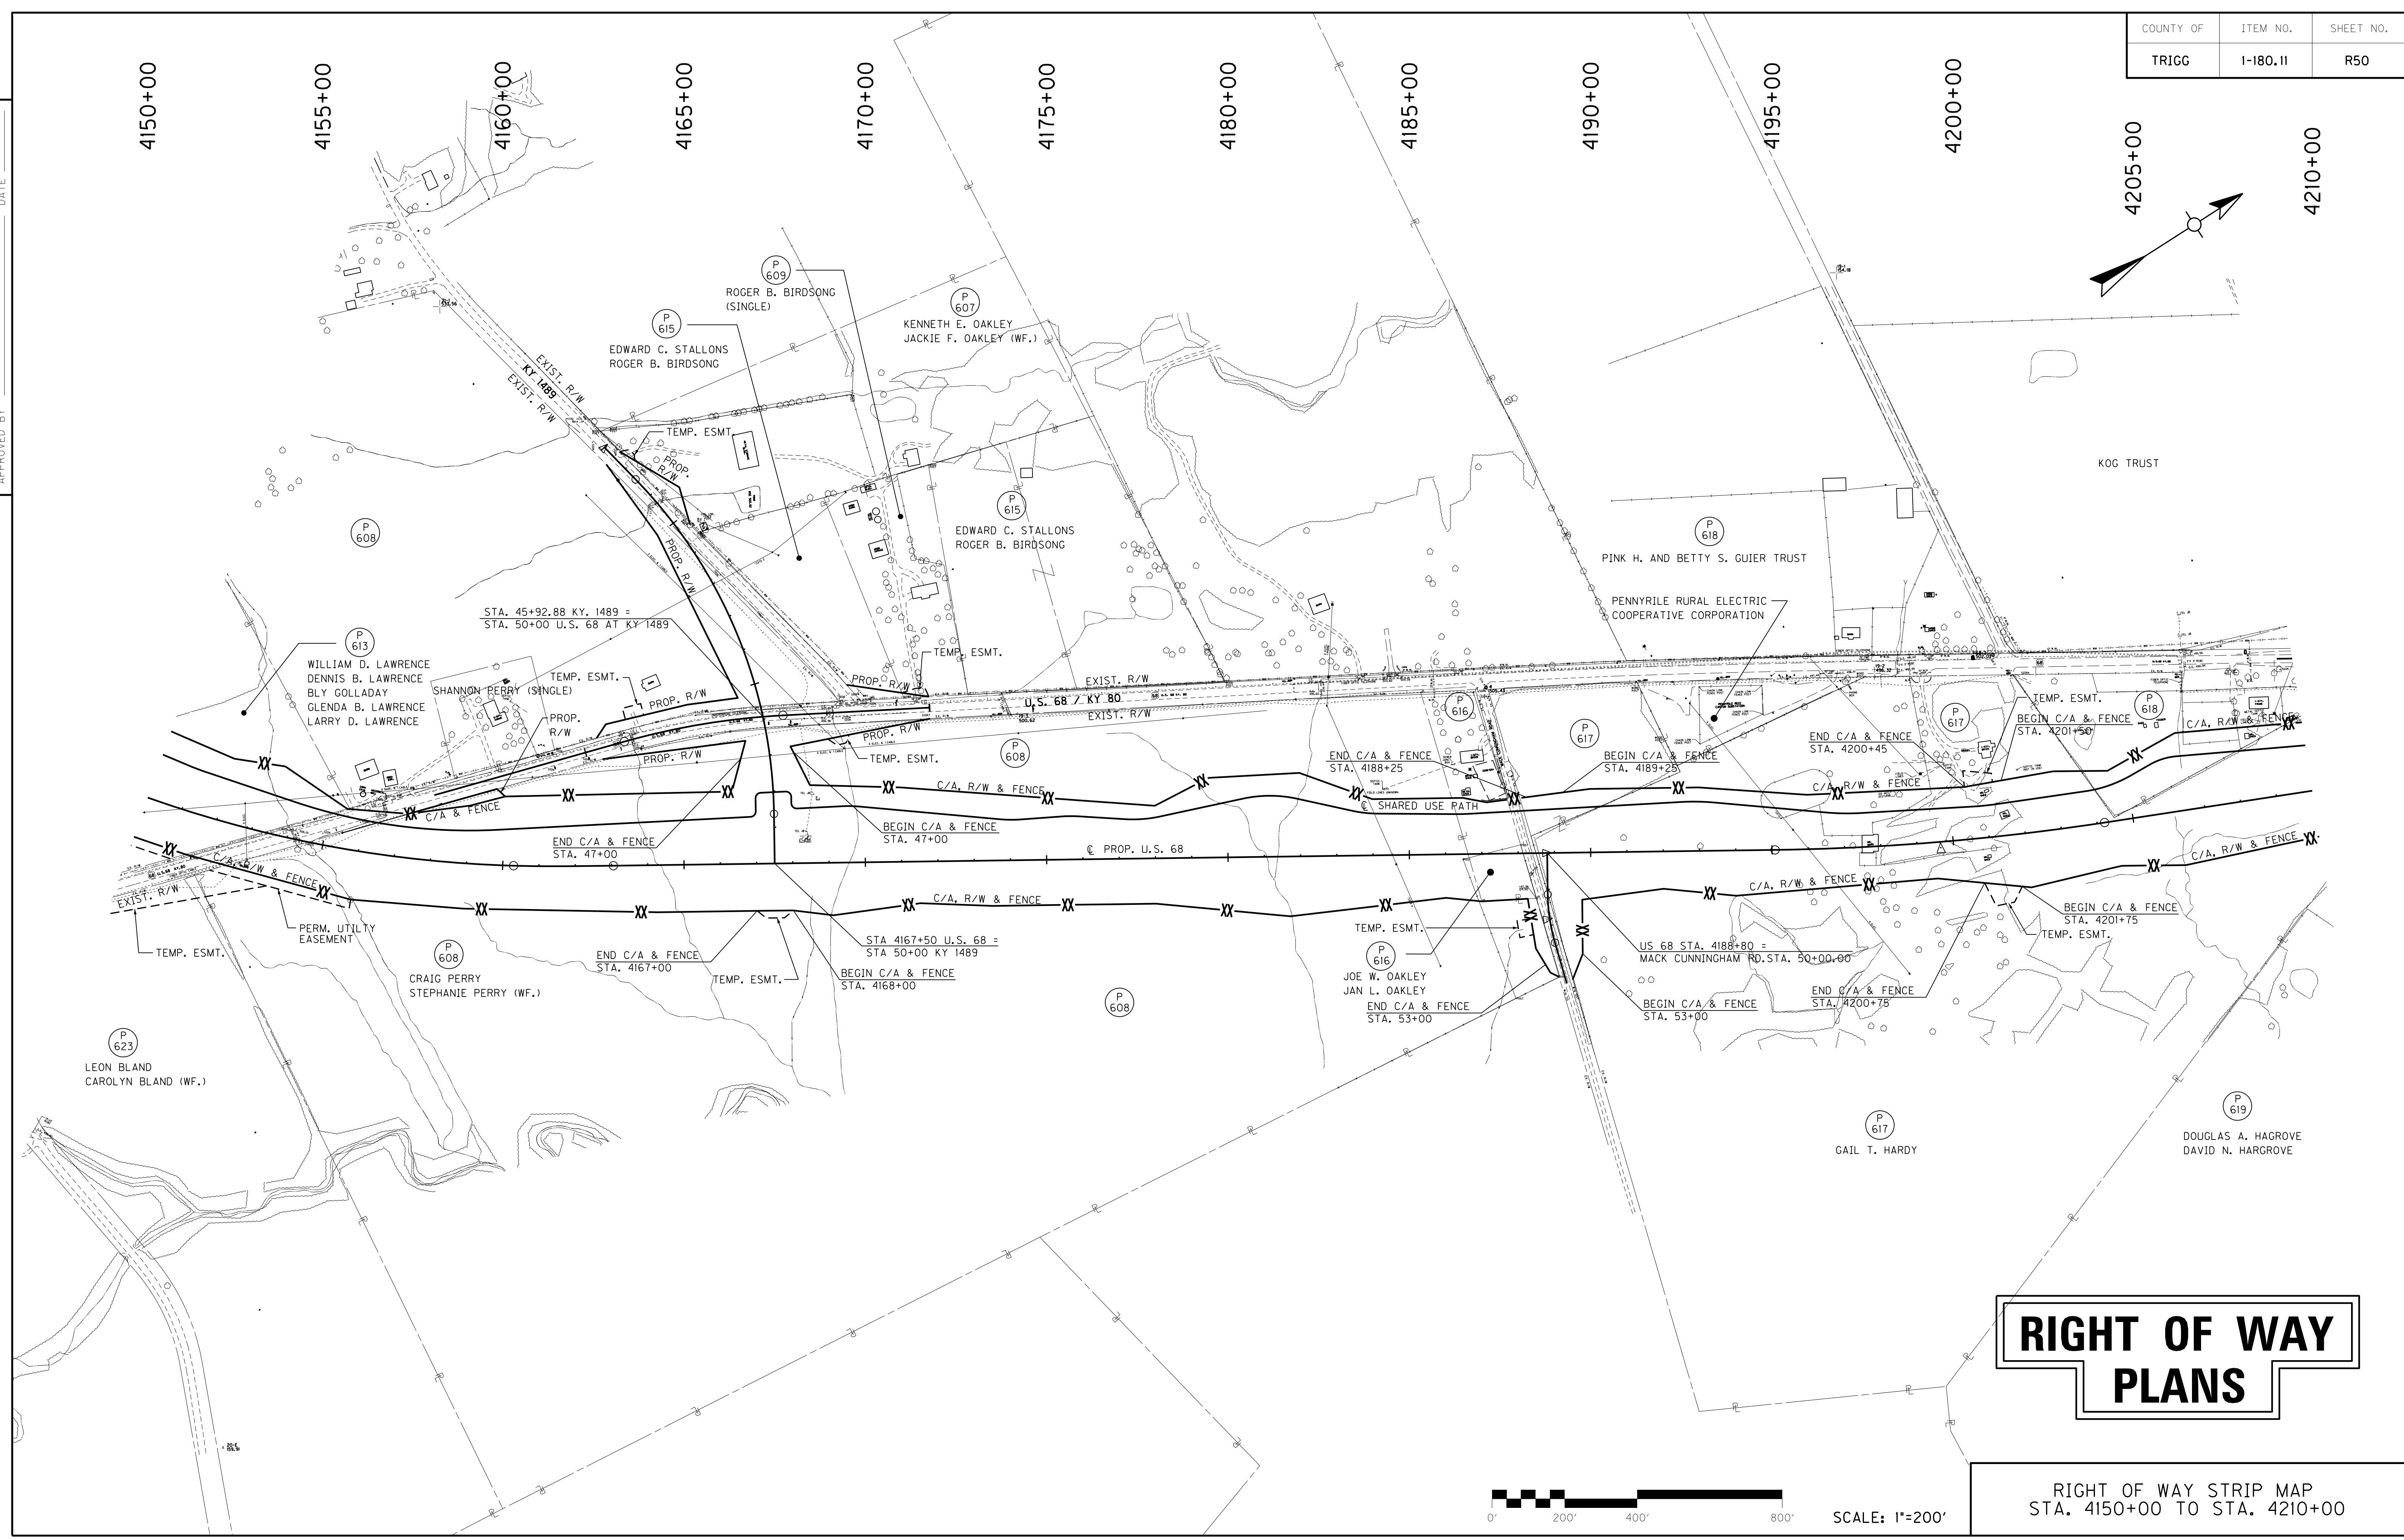 COUNTY OF
ITEM NO.
SHEET NO.
TRIGG
1-180.11
R50
4150+00
4155+00
4160+00
4165+00
4170+00
4175+00
4180+00
4185+00
4190+00
4195+00
4200+00
4205+00
4210+00
APPROVED BY
DATE
P
609
ROGER B. BIRDSONG
(SINGLE)
P
615
EDWARD C. STALLONS
ROGER B. BIRDSONG
P
607
KENNETH E. OAKLEY
JACKIE F. OAKLEY (WF.)
EXIST. R/W
KY 1489
EXIST. R/W
TEMP. ESMT.
PROP.
R/W
PROP. R/W
KOG TRUST
P
608
P
615
EDWARD C. STALLONS
ROGER B. BIRDSONG
P
618
PINK H. AND BETTY S. GUIER TRUST
PENNYRILE RURAL ELECTRIC
COOPERATIVE CORPORATION
STA. 45+92.88 KY. 1489 =
STA. 50+00 U.S. 68 AT KY 1489
P
613
WILLIAM D. LAWRENCE
DENNIS B. LAWRENCE
BLY GOLLADAY
GLENDA B. LAWRENCE
LARRY D. LAWRENCE
SHANNON PERRY (SINGLE)
TEMP. ESMT.
PROP. R/W
PROP.
R/W
PROP. R/W
TEMP. ESMT.
PROP. R/W
EXIST. R/W
U.S. 68 / KY 80
EXIST. R/W
PROP. R/W
TEMP. ESMT.
P
608
P
616
P
617
P
617
P
618
TEMP. ESMT.
BEGIN C/A & FENCE
STA. 4201+50
C/A, R/W & FENCE
END C/A & FENCE
STA. 4200+45
END C/A & FENCE
STA. 4188+25
BEGIN C/A & FENCE
STA. 4189+25
C/A, R/W & FENCE
C/A, R/W & FENCE
SHARED USE PATH
C/A & FENCE
END C/A & FENCE
STA. 47+00
BEGIN C/A & FENCE
STA. 47+00
PROP. U.S. 68
C/A, R/W & FENCE
C/A, R/W & FENCE
C/A, R/W & FENCE
C/A, R/W & FENCE
EXIST. R/W
TEMP. ESMT.
PERM. UTILTY
EASEMENT
P
608
CRAIG PERRY
STEPHANIE PERRY (WF.)
END C/A & FENCE
STA. 4167+00
TEMP. ESMT.
STA 4167+50 U.S. 68 =
STA 50+00 KY 1489
BEGIN C/A & FENCE
STA. 4168+00
P
608
TEMP. ESMT.
P
616
JOE W. OAKLEY
JAN L. OAKLEY
END C/A & FENCE
STA. 53+00
US 68 STA. 4188+80 =
MACK CUNNINGHAM RD.STA. 50+00.00
BEGIN C/A & FENCE
STA. 53+00
END C/A & FENCE
STA. 4200+75
BEGIN C/A & FENCE
STA. 4201+75
TEMP. ESMT.
P
623
LEON BLAND
CAROLYN BLAND (WF.)
P
617
GAIL T. HARDY
P
619
DOUGLAS A. HAGROVE
DAVID N. HARGROVE
RIGHT OF WAY
PLANS
0'
200'
400'
800'
SCALE: 1"=200'
RIGHT OF WAY STRIP MAP
STA. 4150+00 TO STA. 4210+00